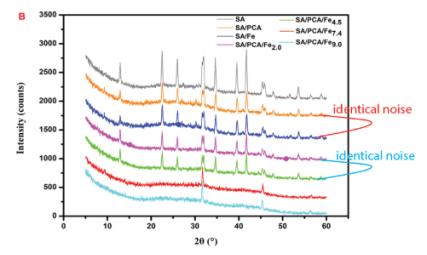 B
3500
3000
2500
2000
1500
1000
500
0
Intensity (counts)
SA
SA/PCA
SA/Fe
SA/PCA/Fe2.0
SA/PCA/Fe4.5
SA/PCA/Fe7.4
SA/PCA/Fe9.0
identical noise
identical noise
0 10 20 30 40 50 60
2θ (°)